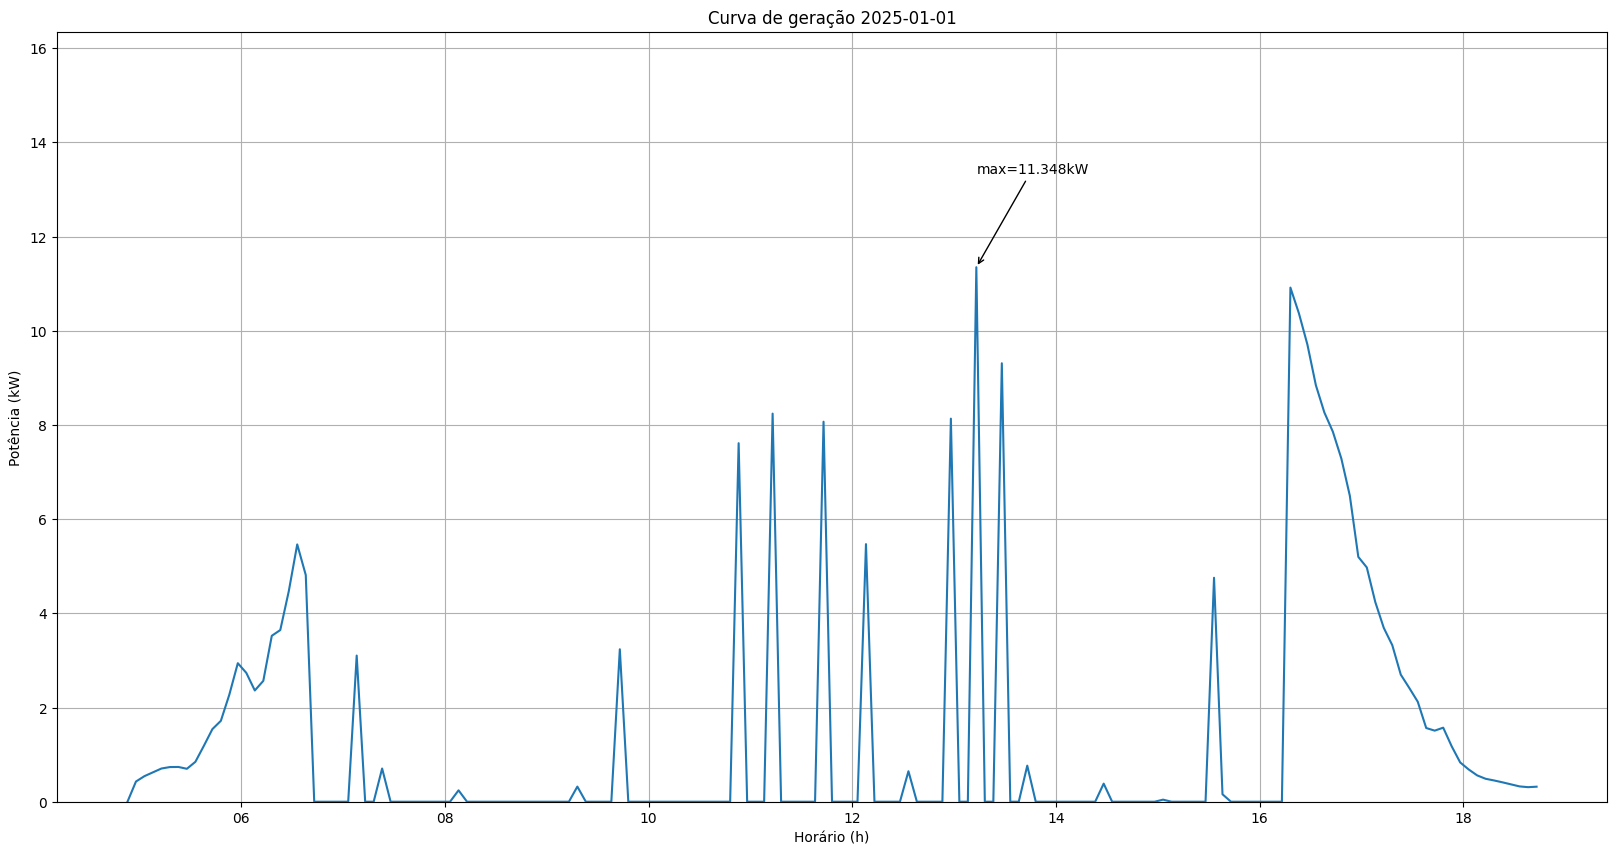 Curva de geração 2025-01-01
16
14
max=11.348kW
12
10
8
6
4
2
0
Potência (kW)
06 08 10 12 14 16 18
Horário (h)